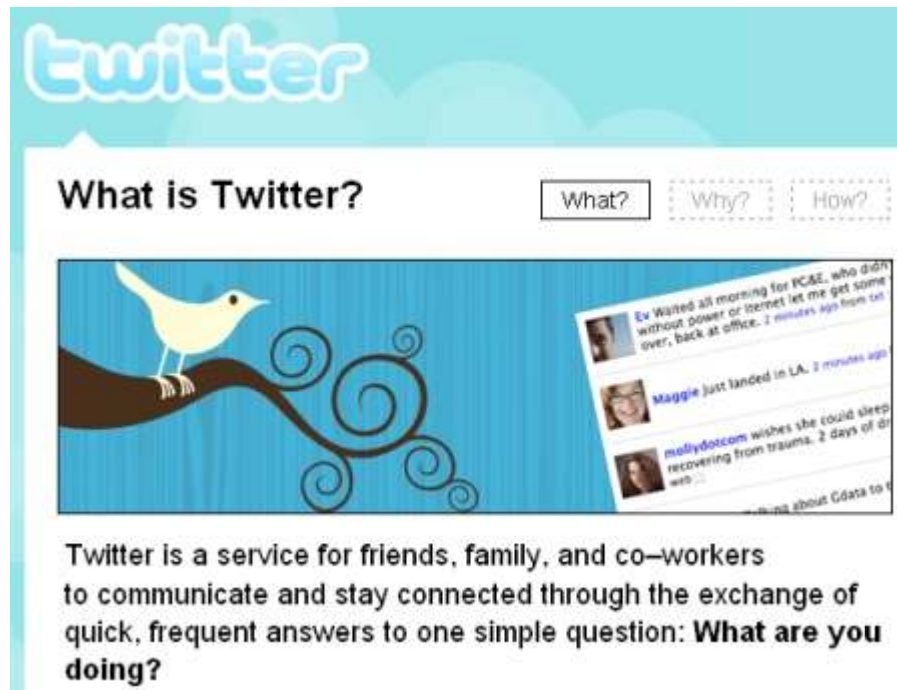 twitter
What is Twitter?
What? Why? How?
Ev Waited all morning for PG&E, who didn'
without power or iternet let me get some
over, back at office. 2 minutes ago from txt
Maggie Just landed in LA. 2 minutes ago
mollydotcom wishes she could sleep
recovering from trauma. 2 days of dr
web
Talking about Gdata to t
Twitter is a service for friends, family, and co–workers
to communicate and stay connected through the exchange of
quick, frequent answers to one simple question: What are you
doing?